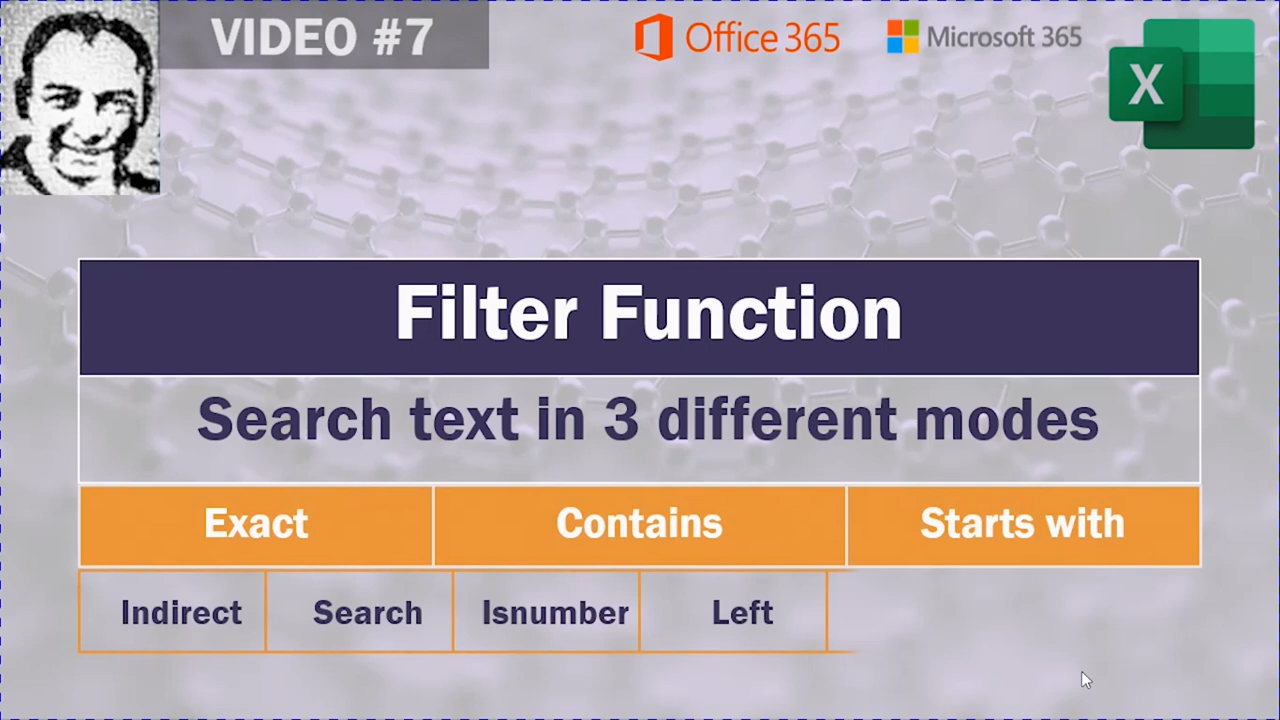 VIDEO #7
Office 365
Microsoft 365
X
Filter Function
Search text in 3 different modes
Exact
Contains
Starts with
Indirect
Search
Isnumber
Left